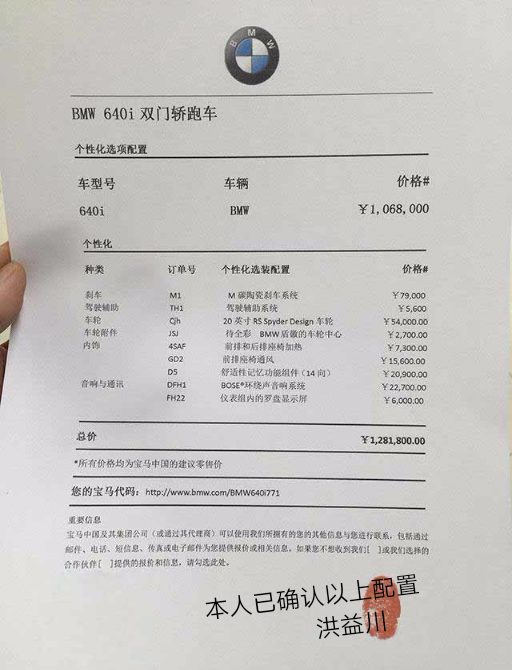 BMW
BMW 640i 双门轿跑车
个性化选项配置
车型号 车辆 价格#
640i BMW ￥1,068,000
个性化
种类 订单号 个性化选装配置 价格#
刹车 M1 M 碳陶瓷刹车系统 ￥79,000
驾驶辅助 TH1 驾驶辅助系统 ￥5,600
车轮 Cjh 20 英寸 RS Spyder Design 车轮 ￥54,000.00
车轮附件 JSJ 待全彩 BMW 盾徽的车轮中心 ￥2,700.00
内饰 4SAF 前排和后排座椅加热 ￥7,300.00
GD2 前排座椅通风 ￥15,600.00
D5 舒适性记忆功能组件（14 向） ￥20,900.00
音响与通讯 DFH1 BOSE®环绕声音响系统 ￥22,700.00
FH22 仪表组内的罗盘显示屏 ￥6,000.00
总价 ￥1,281,800.00
*所有价格均为宝马中国的建议零售价
您的宝马代码：http://www.bmw.com/BMW640i771
重要信息
宝马中国及其集团公司（或通过其代理商）可以使用我们所拥有的您的其他信息与您进行联系，包括通过
邮件、电话、短信息、传真或电子邮件为您提供报价或相关信息。如果您不想收到我们[ ]或我们选择的
合作伙伴[ ]提供的报价和信息，请勾选此处。
本人已确认以上配置
洪益川